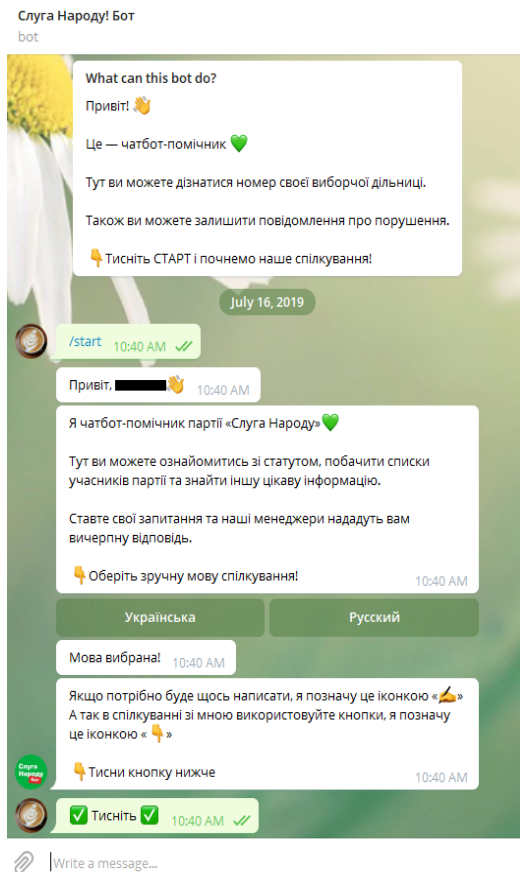 Слуга Народу! Бот
bot
What can this bot do?
Привіт! 👋
Це — чатбот-помічник 💚
Тут ви можете дізнатися номер своєї виборчої дільниці.
Також ви можете залишити повідомлення про порушення.
👇Тисніть СТАРТ і почнемо наше спілкування!
July 16, 2019
/start 10:40 AM
Привіт, 👋 10:40 AM
Я чатбот-помічник партії «Слуга Народу»💚
Тут ви можете ознайомитись зі статутом, побачити списки
учасників партії та знайти іншу цікаву інформацію.
Ставте свої запитання та наші менеджери нададуть вам
вичерпну відповідь.
👇Оберіть зручну мову спілкування!
10:40 AM
Українська
Русский
Мова вибрана! 10:40 AM
Якщо потрібно буде щось написати, я позначу це іконкою «✍»
А так в спілкуванні зі мною використовуйте кнопки, я позначу
це іконкою « 👇»
👇Тисни кнопку нижче
10:40 AM
Слуга
Народу
Бот
✅ Тисніть ✅ 10:40 AM
Write a message...